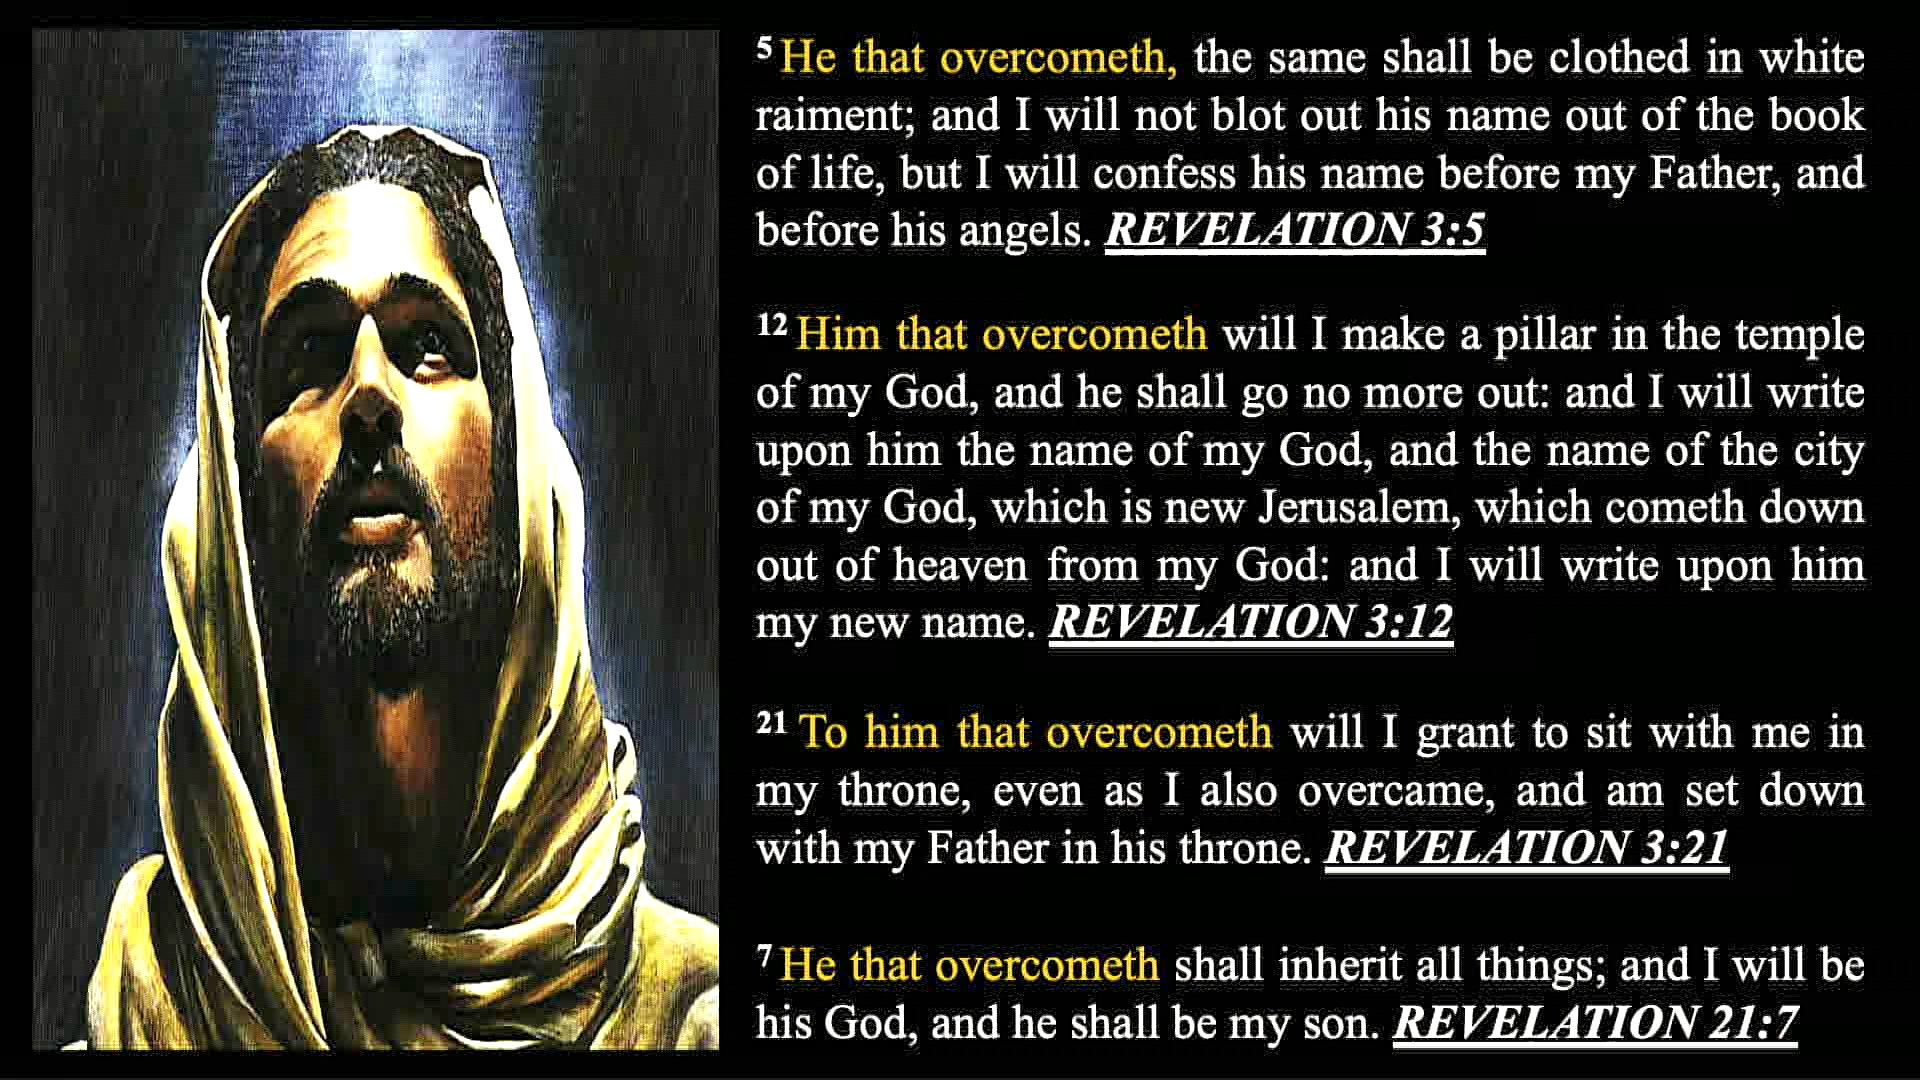 5 He that overcometh, the same shall be clothed in white
raiment; and I will not blot out his name out of the book
of life, but I will confess his name before my Father, and
before his angels. REVELATION 3:5
12 Him that overcometh will I make a pillar in the temple
of my God, and he shall go no more out: and I will write
upon him the name of my God, and the name of the city
of my God, which is new Jerusalem, which cometh down
out of heaven from my God: and I will write upon him
my new name. REVELATION 3:12
21 To him that overcometh will I grant to sit with me in
my throne, even as I also overcame, and am set down
with my Father in his throne. REVELATION 3:21
7 He that overcometh shall inherit all things; and I will be
his God, and he shall be my son. REVELATION 21:7